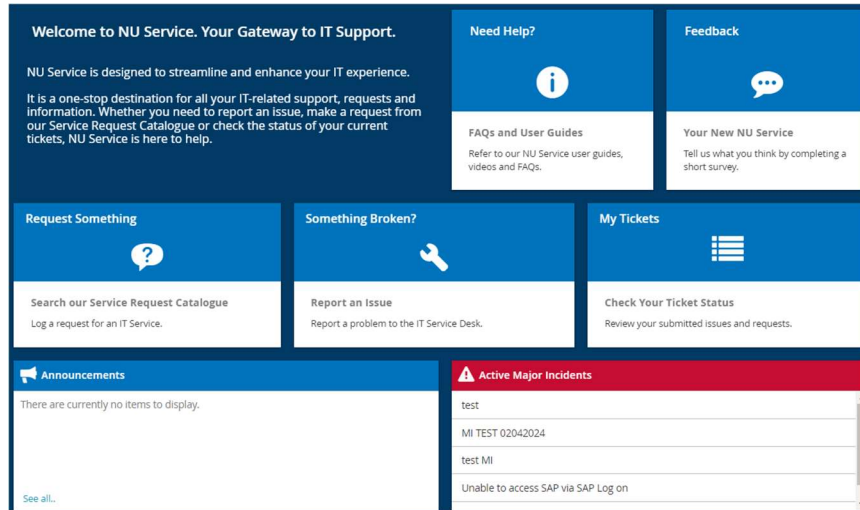 Welcome to NU Service. Your Gateway to IT Support.
NU Service is designed to streamline and enhance your IT experience.
It is a one-stop destination for all your IT-related support, requests and
information. Whether you need to report an issue, make a request from
our Service Request Catalogue or check the status of your current
tickets, NU Service is here to help.
Need Help?
FAQs and User Guides
Refer to our NU Service user guides,
videos and FAQs.
Feedback
Your New NU Service
Tell us what you think by completing a
short survey.
Request Something
Search our Service Request Catalogue
Log a request for an IT Service.
Something Broken?
Report an Issue
Report a problem to the IT Service Desk.
My Tickets
Check Your Ticket Status
Review your submitted issues and requests.
Announcements
There are currently no items to display.
See all..
Active Major Incidents
test
MI TEST 02042024
test MI
Unable to access SAP via SAP Log on